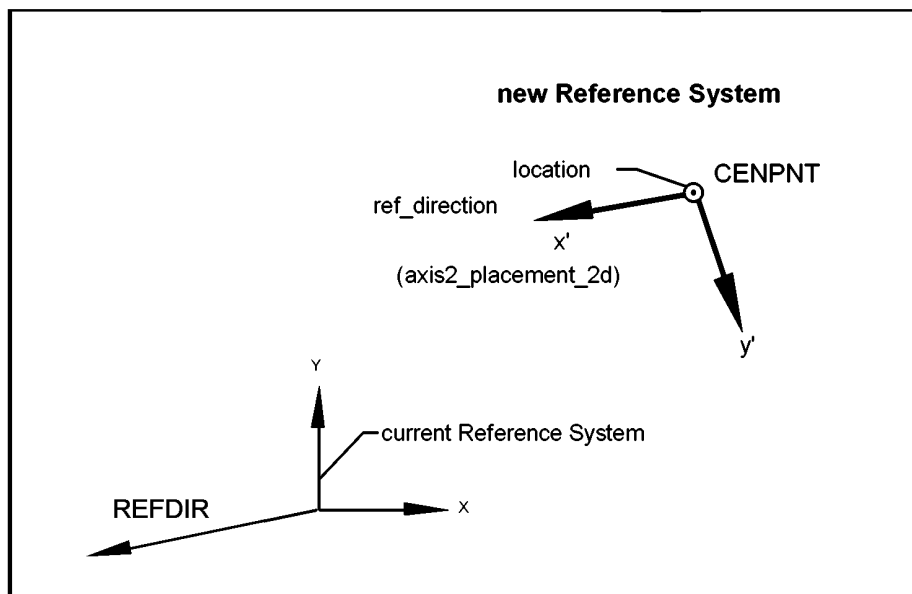 new Reference System
location
CENPNT
ref_direction
x'
(axis2_placement_2d)
y'
Y
current Reference System
X
REFDIR